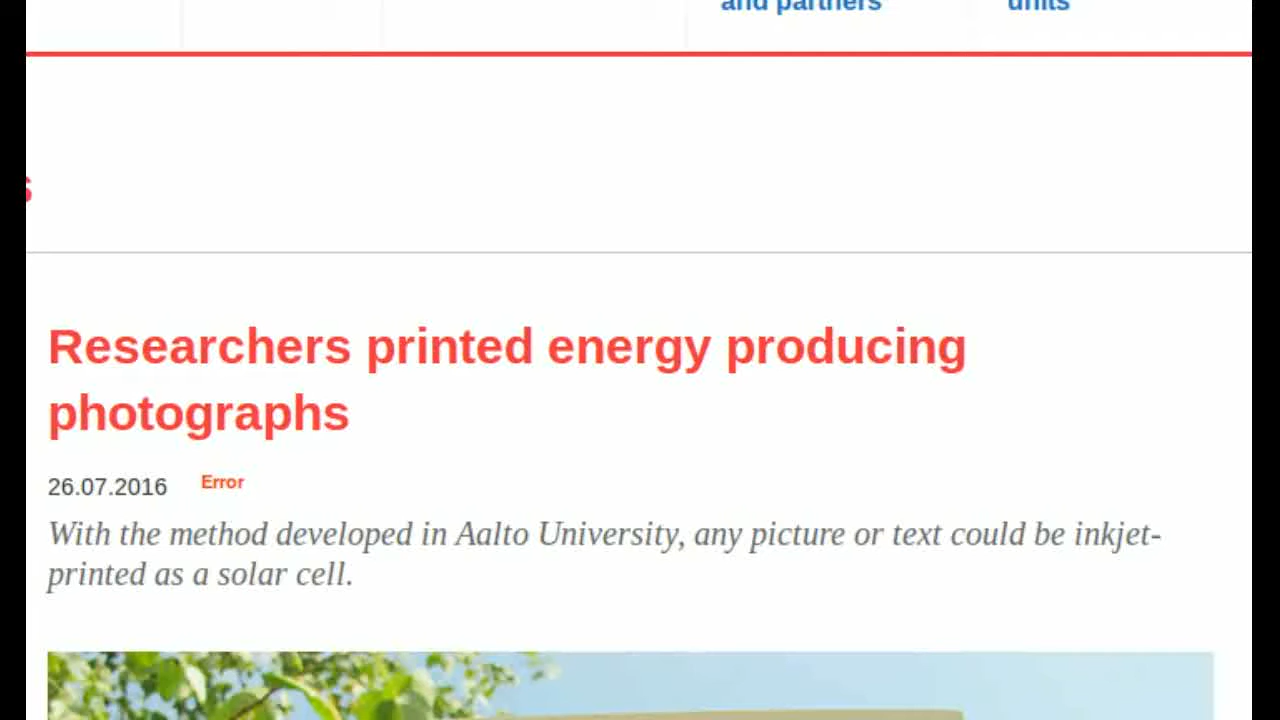 and partners
units
s
Researchers printed energy producing
photographs
26.07.2016 Error
With the method developed in Aalto University, any picture or text could be inkjet-
printed as a solar cell.